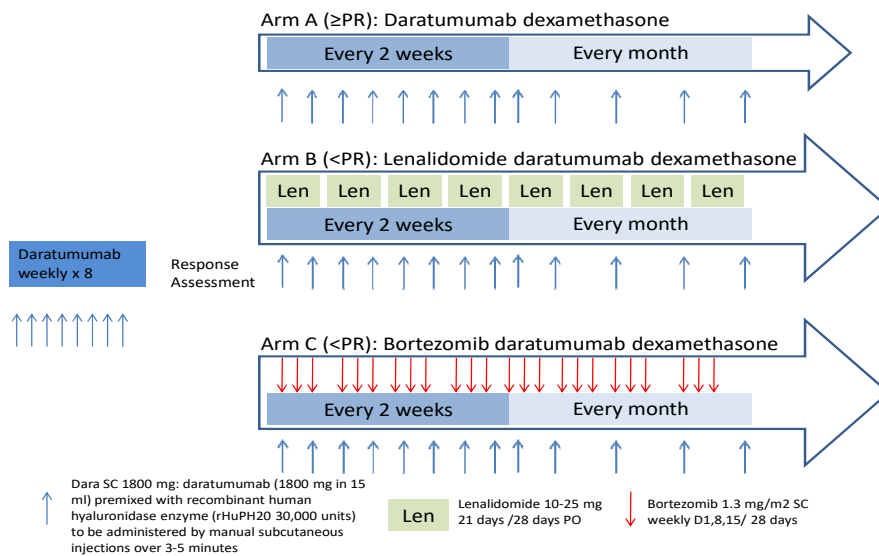 Arm A (≥PR): Daratumumab dexamethasone
Every 2 weeks
Every month
Arm B (<PR): Lenalidomide daratumumab dexamethasone
Len
Len
Len
Len
Len
Len
Len
Len
Every 2 weeks
Every month
Daratumumab
weekly x 8
Response
Assessment
Arm C (<PR): Bortezomib daratumumab dexamethasone
Every 2 weeks
Every month
Dara SC 1800 mg: daratumumab (1800 mg in 15
ml) premixed with recombinant human
hyaluronidase enzyme (rHuPH20 30,000 units)
to be administered by manual subcutaneous
injections over 3-5 minutes
Len
Lenalidomide 10-25 mg
21 days /28 days PO
Bortezomib 1.3 mg/m2 SC
weekly D1,8,15/ 28 days